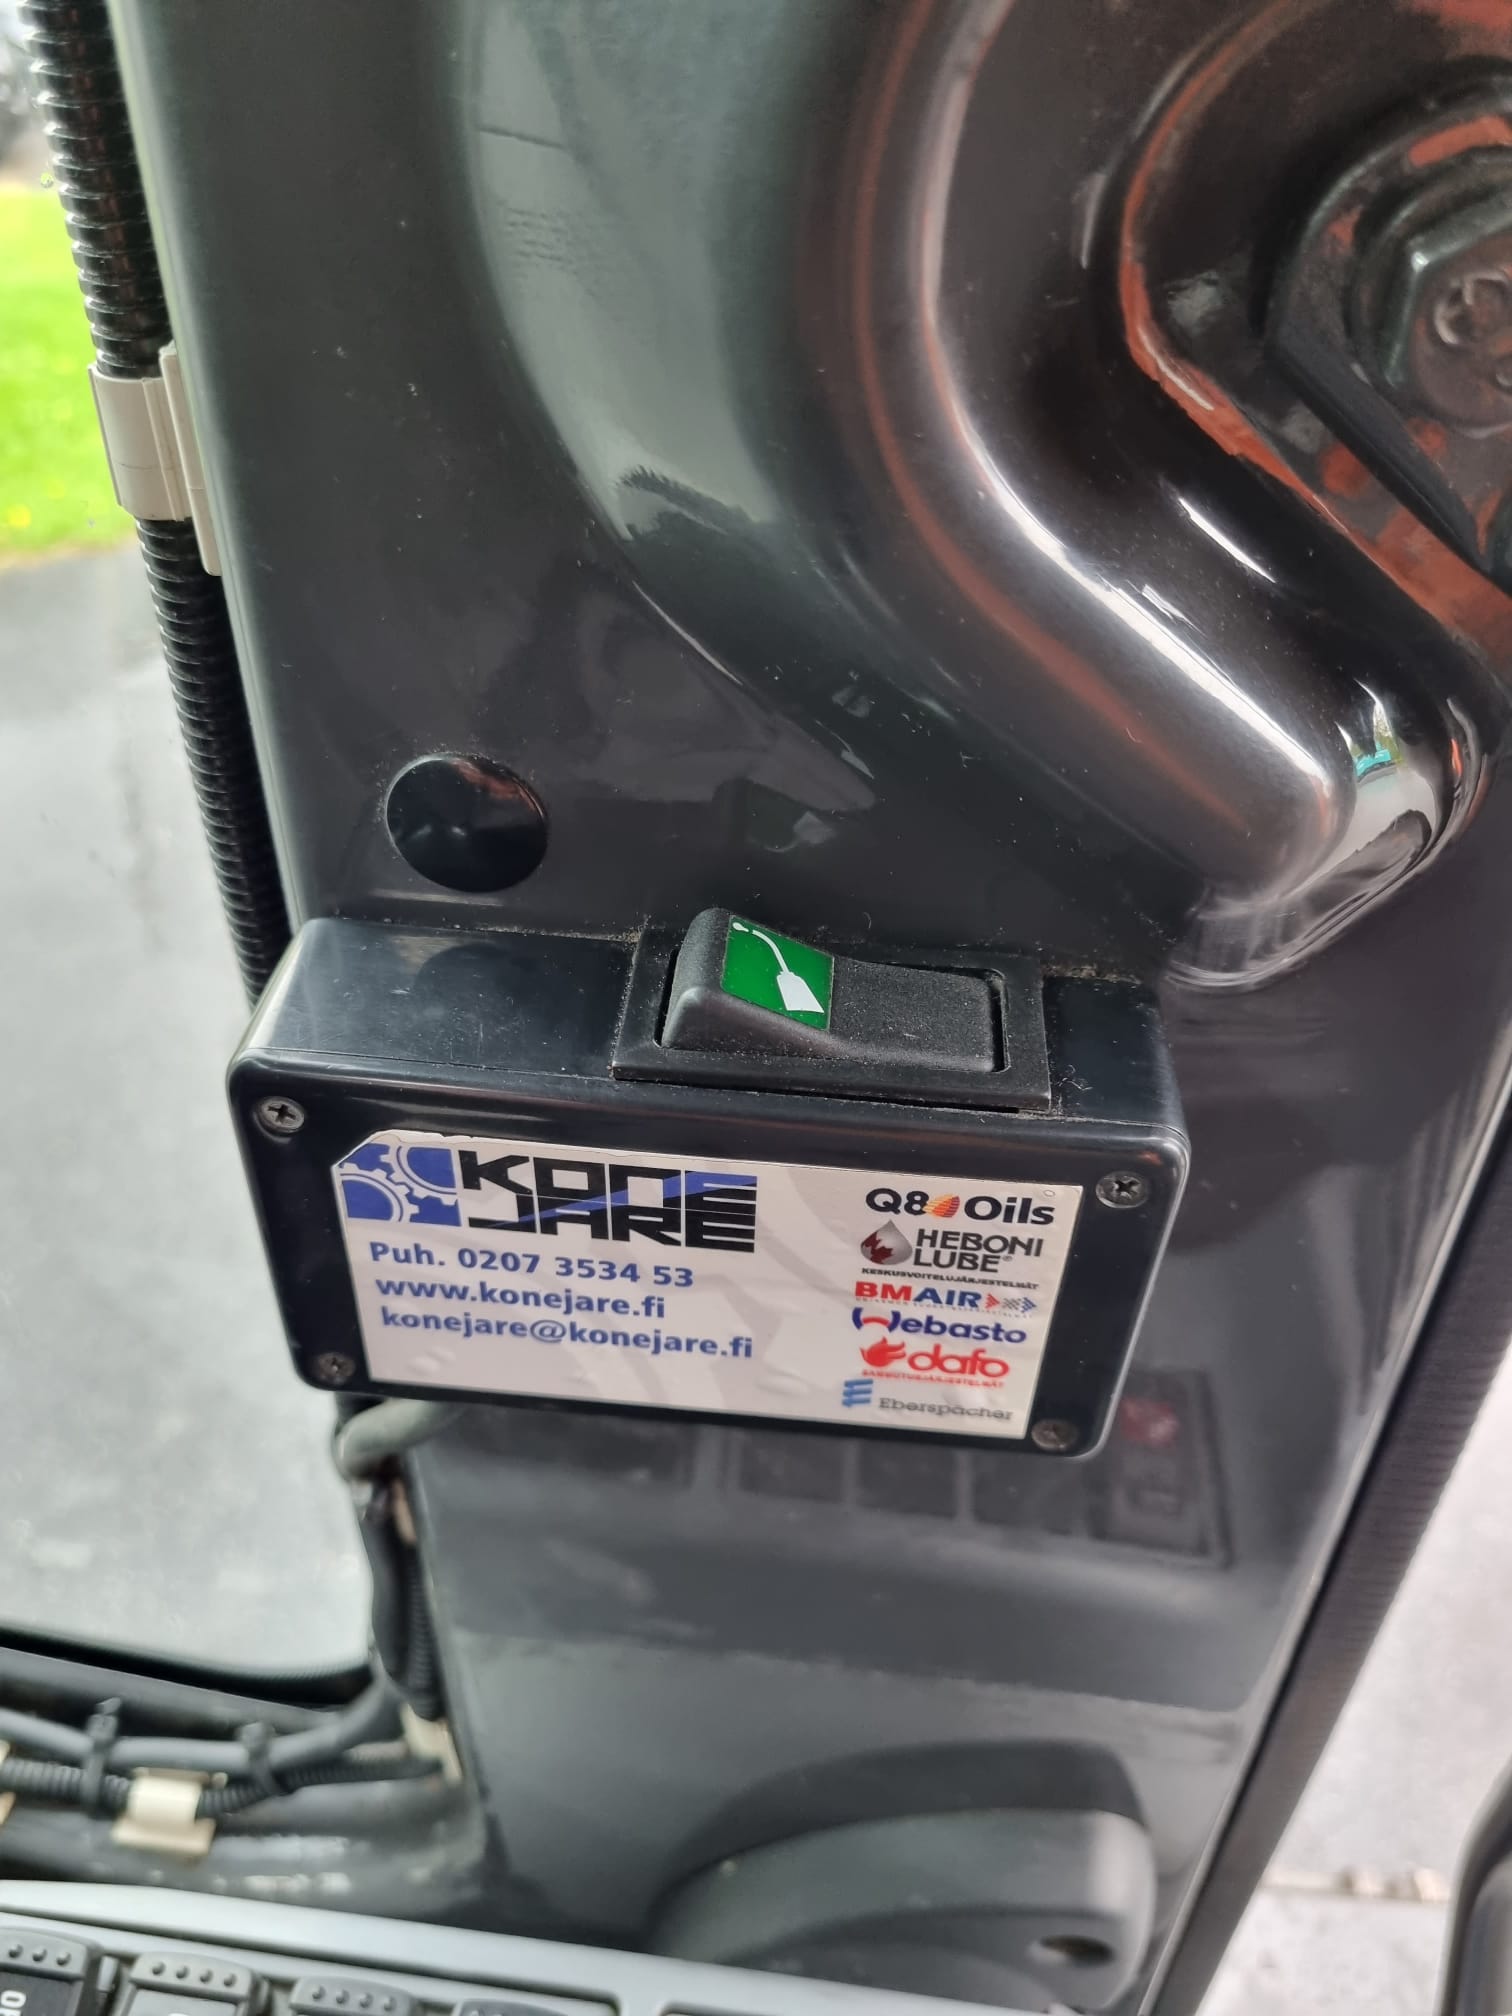 KONE
JARE
Puh. 0207 3534 53
www.konejare.fi
konejare@konejare.fi
Q8 Oils
HEBONI
LUBE®
KESKUSVOITELUJÄRJESTELMÄT
BMAIR
Webasto
dafo
SAMMUTUSJÄRJESTELMÄT
Eberspächer